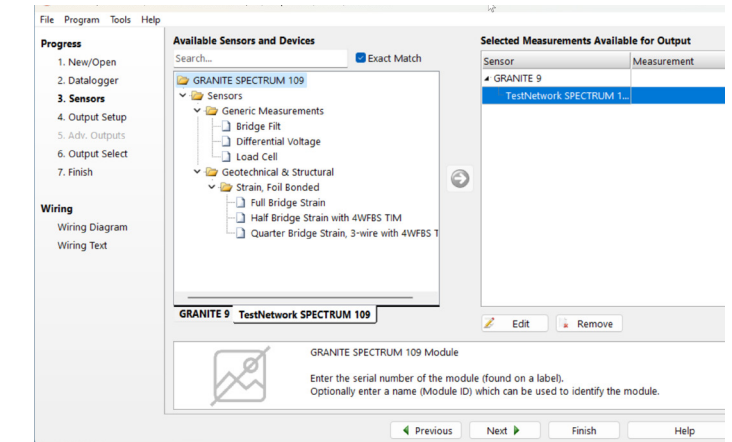 File Program Tools Help
Progress
1. New/Open
2. Datalogger
3. Sensors
4. Output Setup
5. Adv. Outputs
6. Output Select
7. Finish
Wiring
Wiring Diagram
Wiring Text
Available Sensors and Devices
Search...
Exact Match
GRANITE SPECTRUM 109
Sensors
Generic Measurements
Bridge Filt
Differential Voltage
Load Cell
Geotechnical & Structural
Strain, Foil Bonded
Full Bridge Strain
Half Bridge Strain with 4WFBS TIM
Quarter Bridge Strain, 3-wire with 4WFBS T
GRANITE 9 TestNetwork SPECTRUM 109
Selected Measurements Available for Output
Sensor Measurement
GRANITE 9
TestNetwork SPECTRUM 1...
Edit Remove
GRANITE SPECTRUM 109 Module
Enter the serial number of the module (found on a label).
Optionally enter a name (Module ID) which can be used to identify the module.
Previous Next Finish Help